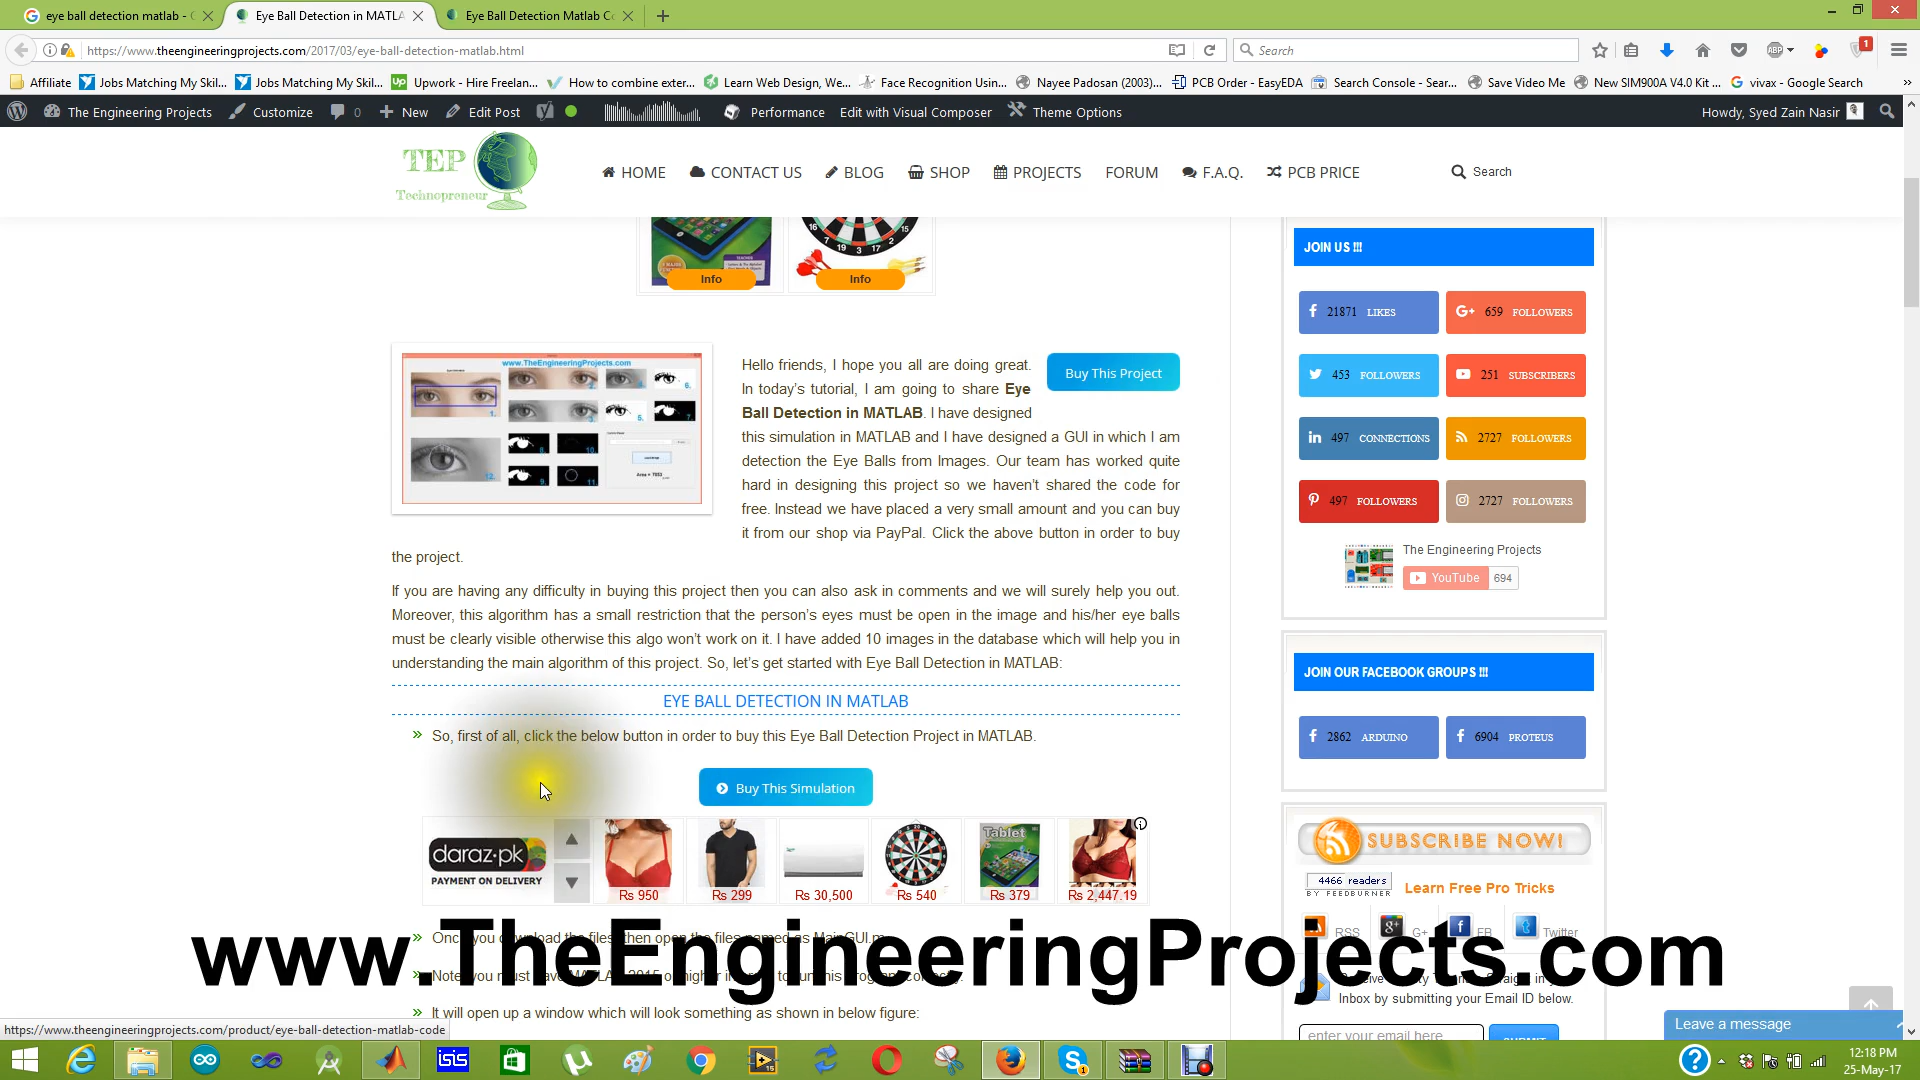 eye ball detection matlab -
Eye Ball Detection in MATLA
Eye Ball Detection Matlab Co
https://www.theengineeringprojects.com/2017/03/eye-ball-detection-matlab.html
Search
Affiliate
Jobs Matching My Skil...
Jobs Matching My Skil...
Upwork - Hire Freelan...
How to combine exter...
Learn Web Design, We...
Face Recognition Usin...
Nayee Padosan (2003)...
PCB Order - EasyEDA
Search Console - Sear...
Save Video Me
New SIM900A V4.0 Kit ...
vivax - Google Search
The Engineering Projects
Customize
0
New
Edit Post
Performance
Edit with Visual Composer
Theme Options
Howdy, Syed Zain Nasir
TEP
Technopreneur
HOME
CONTACT US
BLOG
SHOP
PROJECTS
FORUM
F.A.Q.
PCB PRICE
Search
Info
Info
www.TheEngineeringProjects.com
Buy This Project
Hello friends, I hope you all are doing great.
In today's tutorial, I am going to share Eye
Ball Detection in MATLAB. I have designed
this simulation in MATLAB and I have designed a GUI in which I am
detection the Eye Balls from Images. Our team has worked quite
hard in designing this project so we haven't shared the code for
free. Instead we have placed a very small amount and you can buy
it from our shop via PayPal. Click the above button in order to buy
the project.
If you are having any difficulty in buying this project then you can also ask in comments and we will surely help you out.
Moreover, this algorithm has a small restriction that the person's eyes must be open in the image and his/her eye balls
must be clearly visible otherwise this algo won't work on it. I have added 10 images in the database which will help you in
understanding the main algorithm of this project. So, let's get started with Eye Ball Detection in MATLAB:
EYE BALL DETECTION IN MATLAB
So, first of all, click the below button in order to buy this Eye Ball Detection Project in MATLAB.
Buy This Simulation
daraz.pk
PAYMENT ON DELIVERY
Rs 950
Rs 299
Rs 30,500
Rs 540
Tablet
Rs 379
Rs 2,447.19
Once you download the files, then open the files named as MainGUI.m
www.TheEngineeringProjects.com
It will open up a window which will look something as shown in below figure:
https://www.theengineeringprojects.com/product/eye-ball-detection-matlab-code
JOIN US !!!
21871 LIKES
659 FOLLOWERS
453 FOLLOWERS
251 SUBSCRIBERS
497 CONNECTIONS
2727 FOLLOWERS
497 FOLLOWERS
2727 FOLLOWERS
The Engineering Projects
YouTube 694
JOIN OUR FACEBOOK GROUPS !!!
2862 ARDUINO
6904 PROTEUS
SUBSCRIBE NOW!
4466 readers
BY FEEDBURNER
Learn Free Pro Tricks
RSS
G+
FB
Twitter
Inbox by submitting your Email ID below.
enter your email here
SUBMIT
Leave a message
ISIS
12:18 PM
25-May-17